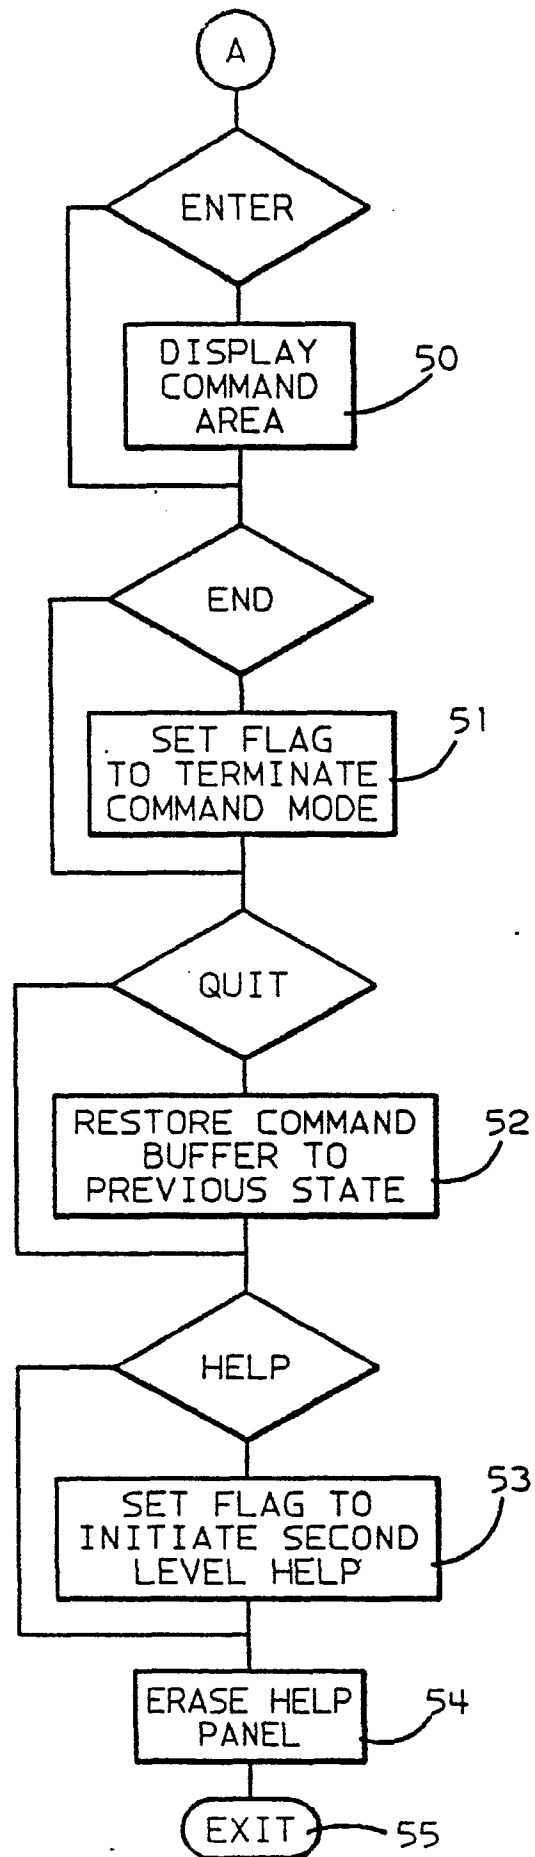 A
ENTER
DISPLAY
COMMAND
AREA
50
END
SET FLAG
TO TERMINATE
COMMAND MODE
51
QUIT
RESTORE COMMAND
BUFFER TO
PREVIOUS STATE
52
HELP
SET FLAG TO
INITIATE SECOND
LEVEL HELP
53
ERASE HELP
PANEL
54
EXIT
55